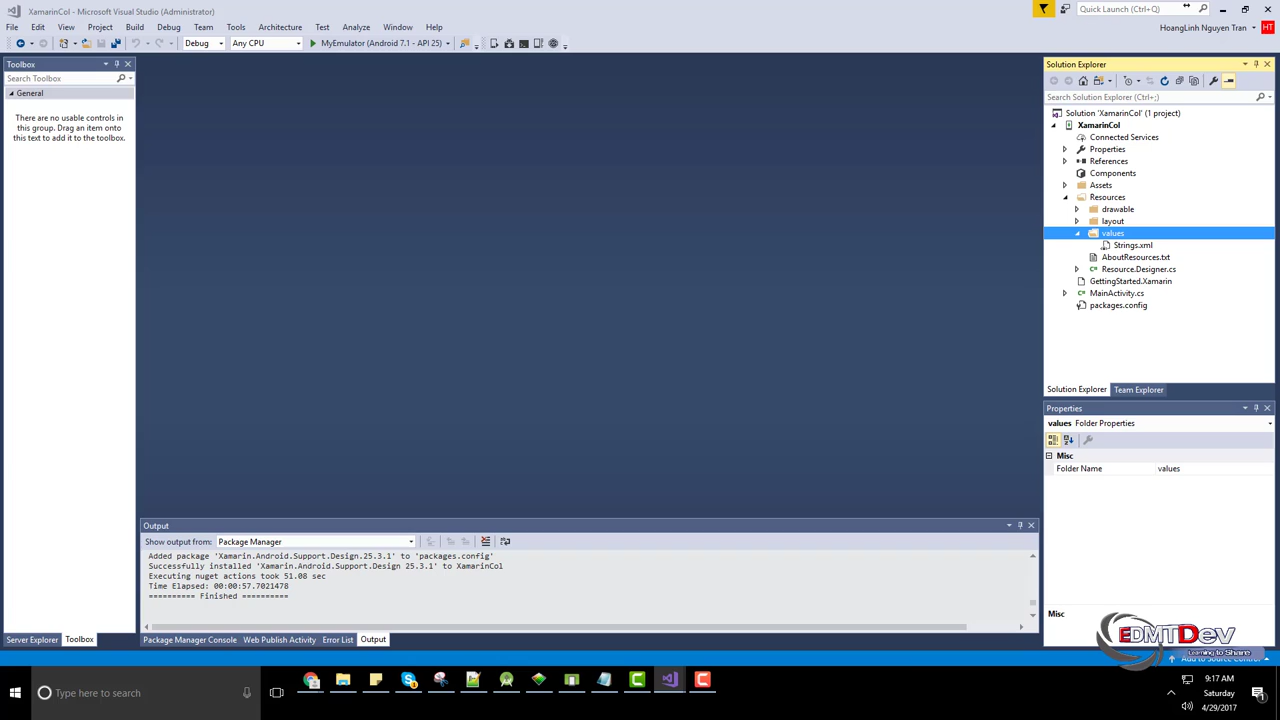 XamarinCol - Microsoft Visual Studio (Administrator)
Quick Launch (Ctrl+Q)
File Edit View Project Build Debug Team Tools Architecture Test Analyze Window Help
HoangLinh Nguyen Tran HT
Debug Any CPU MyEmulator (Android 7.1 - API 25)
Toolbox
Search Toolbox
General
There are no usable controls in
this group. Drag an item onto
this text to add it to the toolbox.
Solution Explorer
Search Solution Explorer (Ctrl+;)
Solution 'XamarinCol' (1 project)
XamarinCol
Connected Services
Properties
References
Components
Assets
Resources
drawable
layout
values
Strings.xml
AboutResources.txt
Resource.Designer.cs
GettingStarted.Xamarin
MainActivity.cs
packages.config
Solution Explorer Team Explorer
Properties
values Folder Properties
Misc
Folder Name values
Misc
Output
Show output from: Package Manager
Added package 'Xamarin.Android.Support.Design.25.3.1' to 'packages.config'
Successfully installed 'Xamarin.Android.Support.Design 25.3.1' to XamarinCol
Executing nuget actions took 51.08 sec
Time Elapsed: 00:00:57.7021478
========== Finished ==========
Server Explorer Toolbox
Package Manager Console Web Publish Activity Error List Output
EDMTDev
Learning to Share
Add to Source Control
Type here to search
9:17 AM
Saturday
4/29/2017